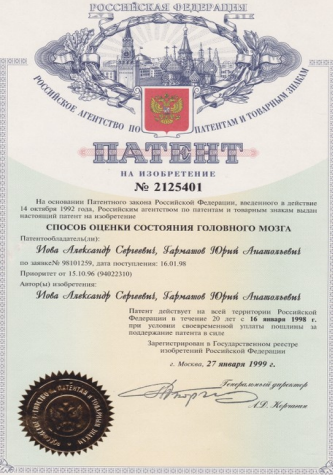 РОССИЙСКАЯ ФЕДЕРАЦИЯ
РОССИЙСКОЕ АГЕНТСТВО ПО ПАТЕНТАМ И ТОВАРНЫМ ЗНАКАМ
ПАТЕНТ
НА ИЗОБРЕТЕНИЕ
№ 2125401
На основании Патентного закона Российской Федерации, введенного в действие
14 октября 1992 года, Российским агентством по патентам и товарным знакам выдан
настоящий патент на изобретение
СПОСОБ ОЦЕНКИ СОСТОЯНИЯ ГОЛОВНОГО МОЗГА
Патентообладатель(ли):
Иова Александр Сергеевич, Гармашов Юрий Анатольевич
по заявке№ 98101259, дата поступления: 16.01.98
Приоритет от 15.10.96 (94022310)
Автор(ы) изобретения:
Иова Александр Сергеевич, Гармашов Юрий Анатольевич
Патент действует на всей территории Российской
Федерации в течение 20 лет с 16 января 1998 г.
при условии своевременной уплаты пошлины за
поддержание патента в силе
Зарегистрирован в Государственном реестре
изобретений Российской Федерации
г. Москва, 27 января 1999 г.
Генеральный директор
А.Д. Корчагин